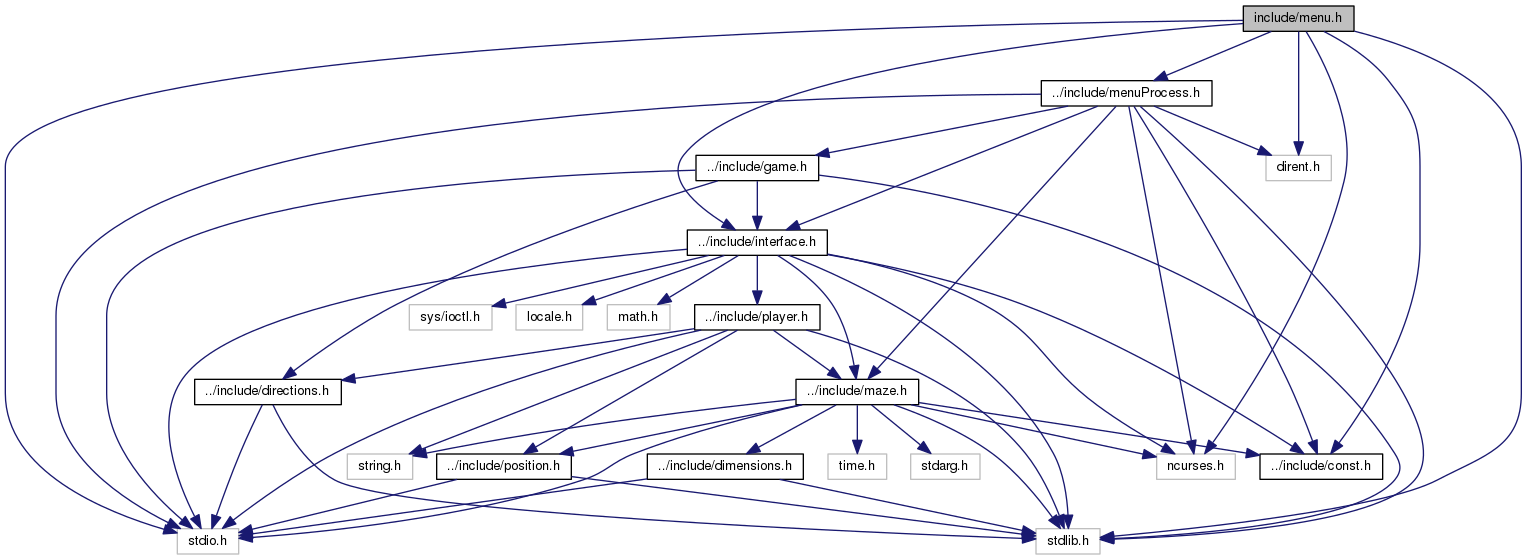 include/menu.h
../include/menuProcess.h
../include/game.h
dirent.h
../include/interface.h
sys/ioctl.h
locale.h
math.h
../include/player.h
../include/directions.h
../include/maze.h
string.h
../include/position.h
../include/dimensions.h
time.h
stdarg.h
ncurses.h
../include/const.h
stdio.h
stdlib.h